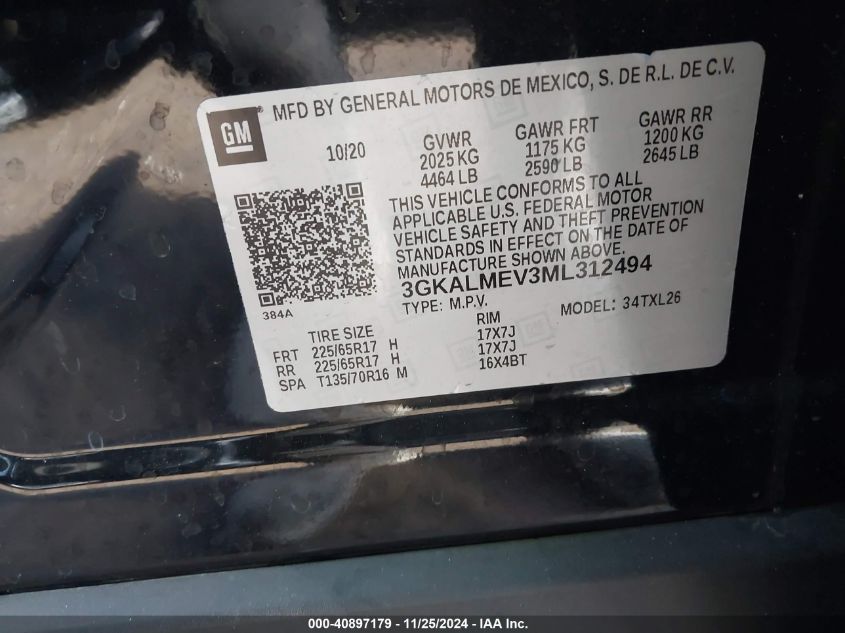 MFD BY GENERAL MOTORS DE MEXICO, S. DE R.L. DE C.V.
GM
10/20
GVWR GAWR FRT GAWR RR
2025 KG 1175 KG 1200 KG
4464 LB 2590 LB 2645 LB
THIS VEHICLE CONFORMS TO ALL
APPLICABLE U.S. FEDERAL MOTOR
VEHICLE SAFETY AND THEFT PREVENTION
STANDARDS IN EFFECT ON THE DATE OF
MANUFACTURE SHOWN ABOVE.
3GKALMEV3ML312494
384A
TYPE: M.P.V. MODEL: 34TXL26
TIRE SIZE RIM
FRT 225/65R17 H 17X7J
RR 225/65R17 H 17X7J
SPA T135/70R16 M 16X4BT
000-40897179 - 11/25/2024 - IAA Inc.